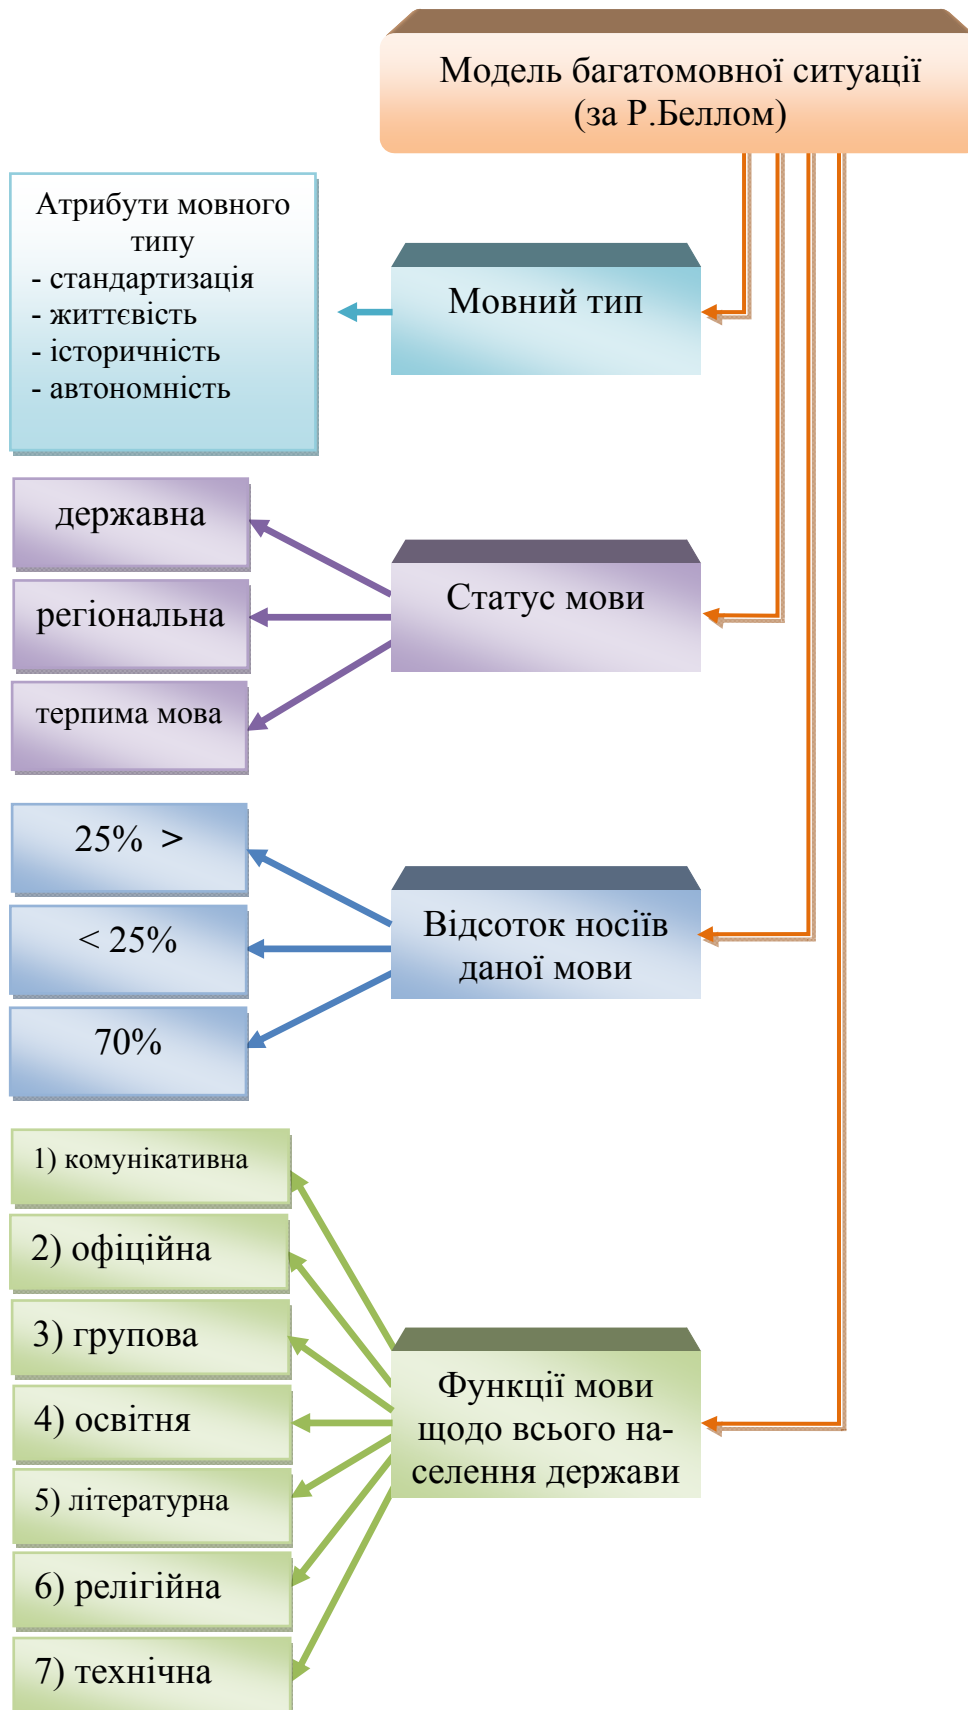 Модель багатомовної ситуації
(за Р.Беллом)
Атрибути мовного
типу
- стандартизація
- життєвість
- історичність
- автономність
Мовний тип
державна
регіональна
терпима мова
Статус мови
25% >
< 25%
70%
Відсоток носіїв
даної мови
1) комунікативна
2) офіційна
3) групова
4) освітня
5) літературна
6) релігійна
7) технічна
Функції мови
щодо всього на-
селення держави